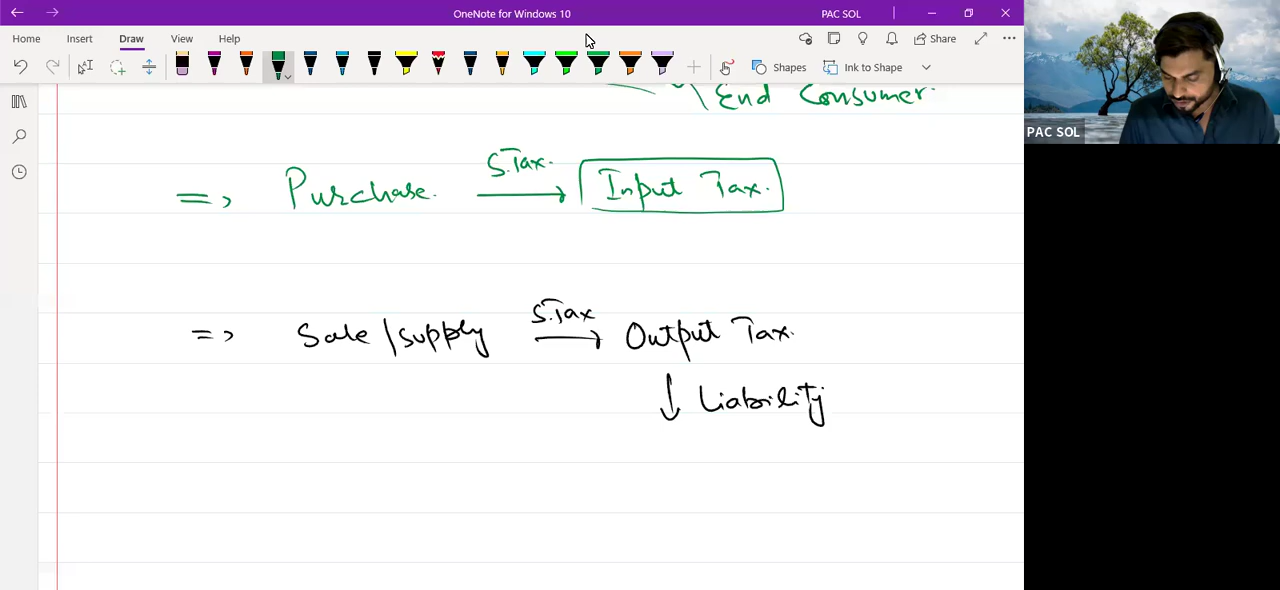 OneNote for Windows 10
PAC SOL
Home Insert Draw View Help
Share
Shapes
Ink to Shape
End Consumer.
PAC SOL
=> Purchase. S.Tax. → Input Tax.
=> Sale/supply S.Tax → Output Tax.
↓ Liability